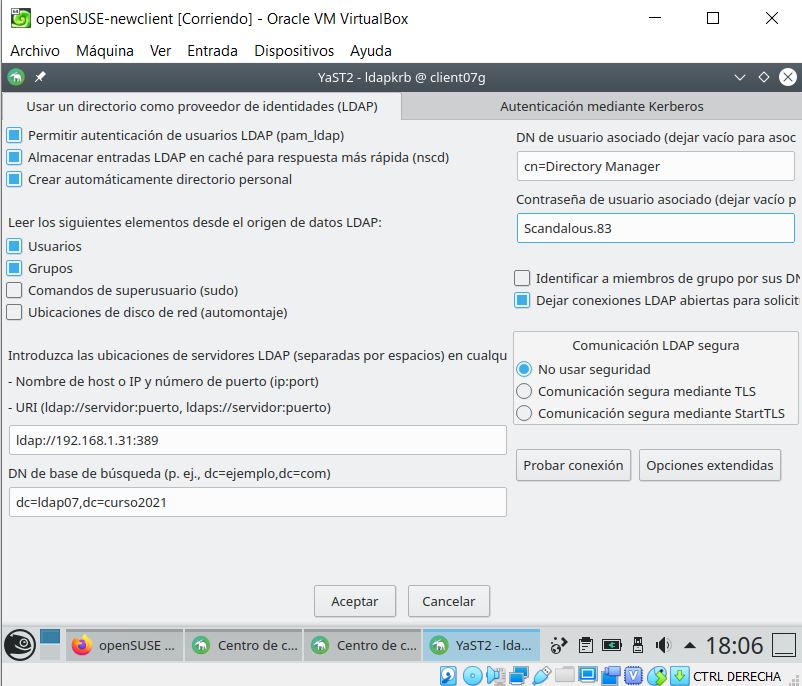 openSUSE-newclient [Corriendo] - Oracle VM VirtualBox
Archivo Máquina Ver Entrada Dispositivos Ayuda
YaST2 - ldapkrb @ client07g
Usar un directorio como proveedor de identidades (LDAP)
Autenticación mediante Kerberos
Permitir autenticación de usuarios LDAP (pam_ldap)
Almacenar entradas LDAP en caché para respuesta más rápida (nscd)
Crear automáticamente directorio personal
Leer los siguientes elementos desde el origen de datos LDAP:
Usuarios
Grupos
Comandos de superusuario (sudo)
Ubicaciones de disco de red (automontaje)
Introduzca las ubicaciones de servidores LDAP (separadas por espacios) en cualqu
- Nombre de host o IP y número de puerto (ip:port)
- URI (ldap://servidor:puerto, ldaps://servidor:puerto)
ldap://192.168.1.31:389
DN de base de búsqueda (p. ej., dc=ejemplo,dc=com)
dc=ldap07,dc=curso2021
DN de usuario asociado (dejar vacío para asoc
cn=Directory Manager
Contraseña de usuario asociado (dejar vacío p
Scandalous.83
Identificar a miembros de grupo por sus DN
Dejar conexiones LDAP abiertas para solicit
Comunicación LDAP segura
No usar seguridad
Comunicación segura mediante TLS
Comunicación segura mediante StartTLS
Probar conexión
Opciones extendidas
Aceptar
Cancelar
openSUSE ...
Centro de c...
Centro de c...
YaST2 - lda...
18:06
CTRL DERECHA